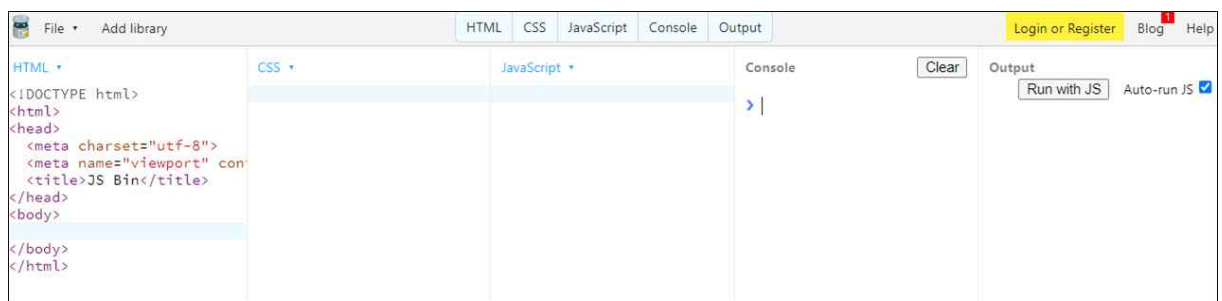 File ▾ Add library HTML CSS JavaScript Console Output Login or Register Blog 1 Help
HTML ▾ CSS ▾ JavaScript ▾ Console Clear Output
Run with JS Auto-run JS
<!DOCTYPE html>
<html>
<head>
<meta charset="utf-8">
<meta name="viewport" con
<title>JS Bin</title>
</head>
<body>
</body>
</html>
❯